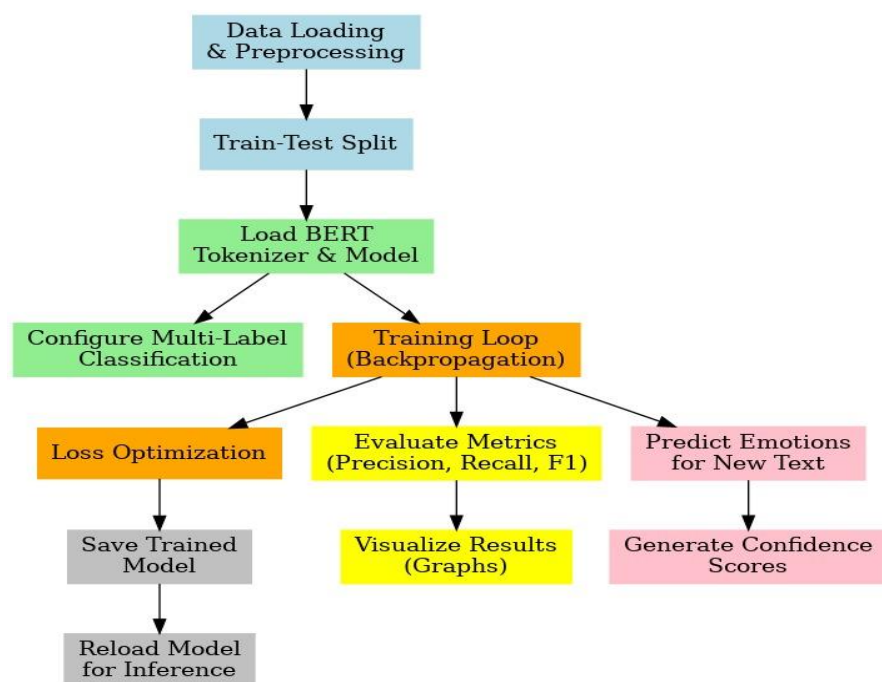 Data Loading
& Preprocessing
Train-Test Split
Load BERT
Tokenizer & Model
Configure Multi-Label
Classification
Training Loop
(Backpropagation)
Loss Optimization
Evaluate Metrics
(Precision, Recall, F1)
Predict Emotions
for New Text
Save Trained
Model
Visualize Results
(Graphs)
Generate Confidence
Scores
Reload Model
for Inference